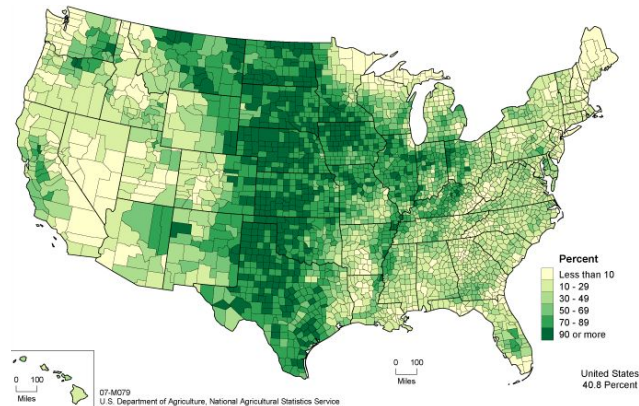 Percent
Less than 10
10 - 29
30 - 49
50 - 69
70 - 89
90 or more
0 100
Miles
0 100
Miles
United States
40.8 Percent
07-M079
U.S. Department of Agriculture, National Agricultural Statistics Service